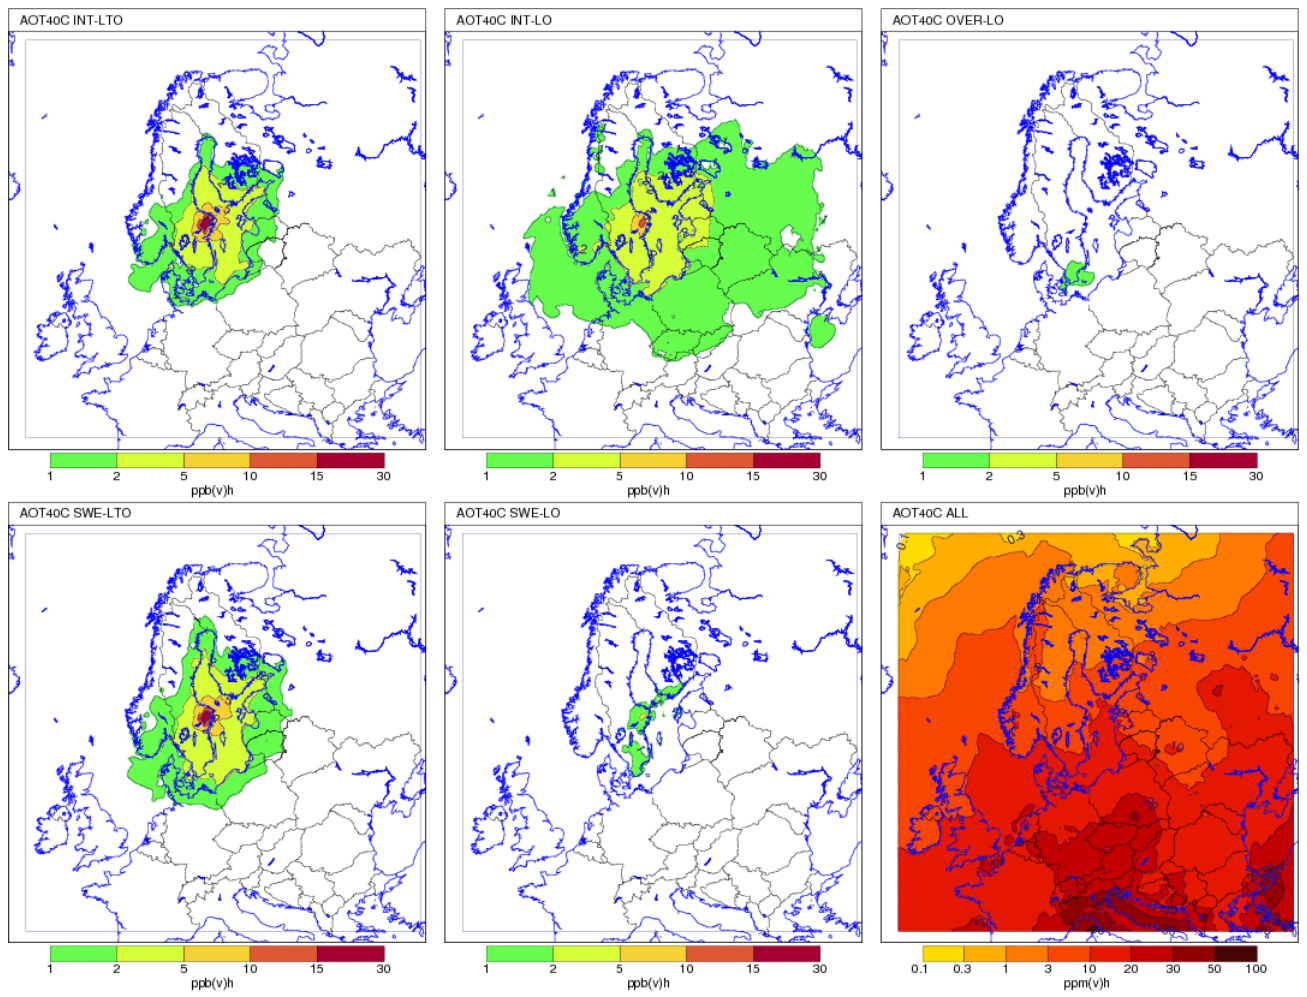 AOT40C INT-LTO
AOT40C INT-LO
AOT40C OVER-LO
1 2 5 10 15 30
ppb(v)h
1 2 5 10 15 30
ppb(v)h
1 2 5 10 15 30
ppb(v)h
AOT40C SWE-LTO
AOT40C SWE-LO
AOT40C ALL
0.1
0.3
1 2 5 10 15 30
ppb(v)h
1 2 5 10 15 30
ppb(v)h
0.1 0.3 1 3 10 20 30 50 100
ppm(v)h